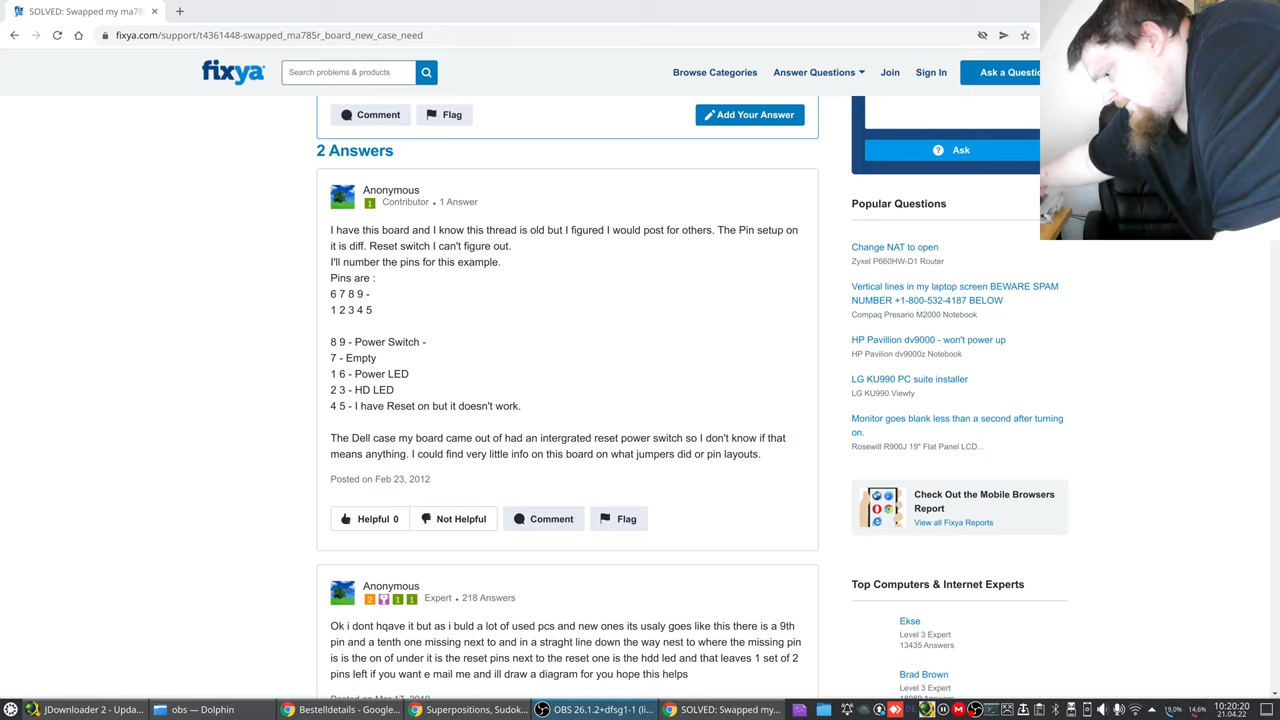 SOLVED: Swapped my ma785
fixya.com/support/t4361448-swapped_ma785r_board_new_case_need
fixya
Search problems & products
Browse Categories
Answer Questions
Join
Sign In
Ask a Questio
Comment
Flag
Add Your Answer
2 Answers
Anonymous
1
Contributor • 1 Answer
I have this board and I know this thread is old but I figured I would post for others. The Pin setup on
it is diff. Reset switch I can't figure out.
I'll number the pins for this example.
Pins are :
6 7 8 9 -
1 2 3 4 5
8 9 - Power Switch -
7 - Empty
1 6 - Power LED
2 3 - HD LED
4 5 - I have Reset on but it doesn't work.
The Dell case my board came out of had an intergrated reset power switch so I don't know if that
means anything. I could find very little info on this board on what jumpers did or pin layouts.
Posted on Feb 23, 2012
Helpful 0
Not Helpful
Comment
Flag
Anonymous
2
1
1
Expert • 218 Answers
Ok i dont hqave it but as i buld a lot of used pcs and new ones its usaly goes like this there is a 9th
pin and a tenth one missing next to and in a straght line down the way nest to where the missing pin
is is the on of under it is the reset pins next to the reset one is the hdd led and that leaves 1 set of 2
pins left if you want e mail me and ill draw a diagram for you hope this helps
Ask
Popular Questions
Change NAT to open
Zyxel P660HW-D1 Router
Vertical lines in my laptop screen BEWARE SPAM
NUMBER +1-800-532-4187 BELOW
Compaq Presario M2000 Notebook
HP Pavillion dv9000 - won't power up
HP Pavilion dv9000z Notebook
LG KU990 PC suite installer
LG KU990 Viewty
Monitor goes blank less than a second after turning
on.
Rosewill R900J 19" Flat Panel LCD...
Check Out the Mobile Browsers
Report
View all Fixya Reports
Top Computers & Internet Experts
Ekse
Level 3 Expert
13435 Answers
Brad Brown
Level 3 Expert
JDownloader 2 - Upda...
obs — Dolphin
Bestelldetails - Google...
Superpositions, Sudok...
OBS 26.1.2+dfsg1-1 (li...
SOLVED: Swapped my...
DE
19,0%
14,6%
10:20:20
21.04.22